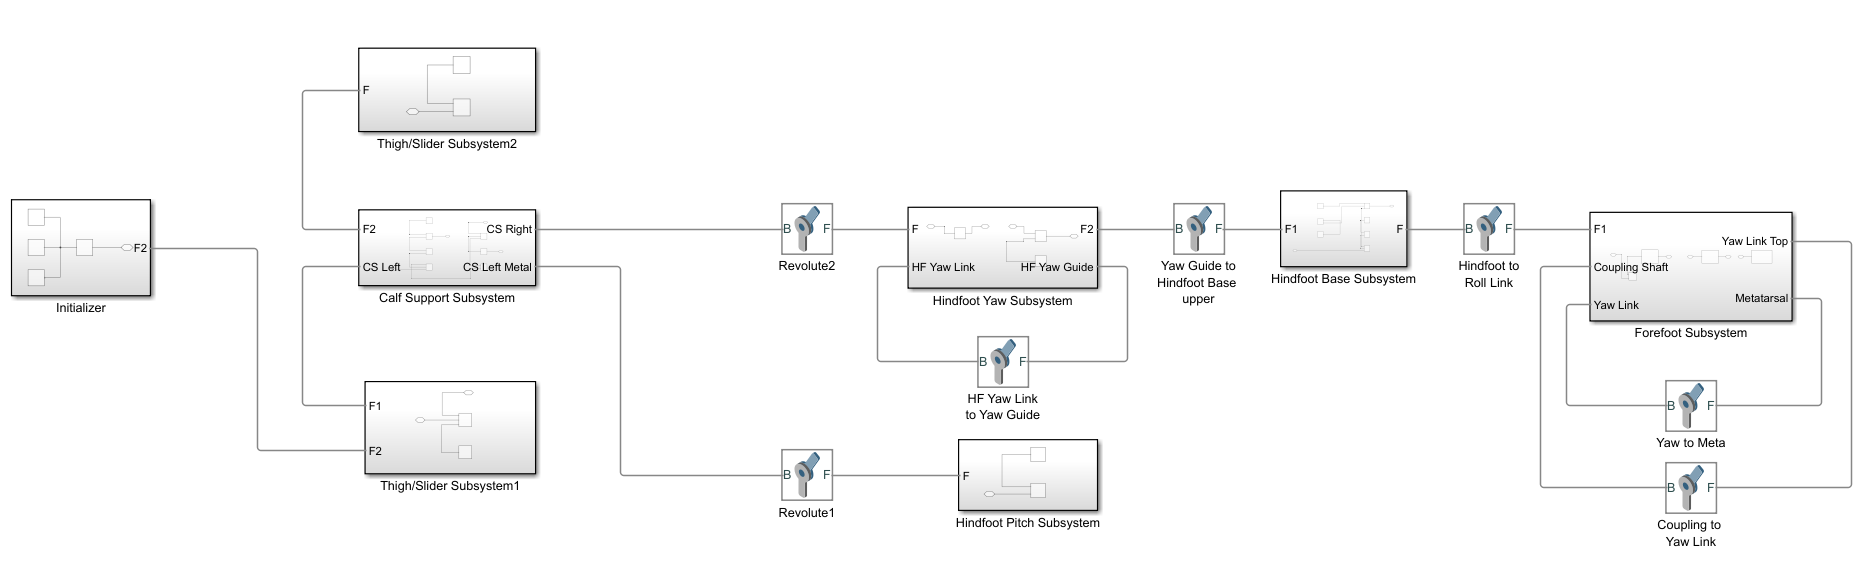 F
Thigh/Slider Subsystem2
F2
Initializer
F2
CS Right
CS Left
CS Left Metal
Calf Support Subsystem
F1
F2
Thigh/Slider Subsystem1
B
F
Revolute2
B
F
Revolute1
F
F2
HF Yaw Link
HF Yaw Guide
Hindfoot Yaw Subsystem
B
F
HF Yaw Link
to Yaw Guide
F
Hindfoot Pitch Subsystem
B
F
Yaw Guide to
Hindfoot Base
upper
F1
F
Hindfoot Base Subsystem
B
F
Hindfoot to
Roll Link
F1
Yaw Link Top
Coupling Shaft
Metatarsal
Yaw Link
Forefoot Subsystem
B
F
Yaw to Meta
B
F
Coupling to
Yaw Link